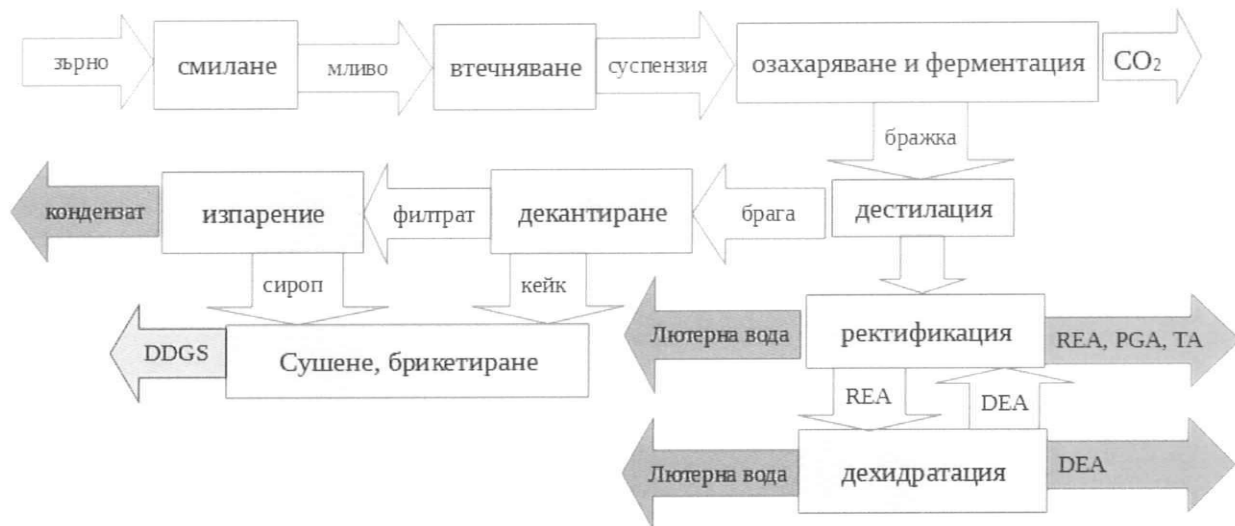 зърно
смилане
мливо
втечняване
суспензия
озахаряване и ферментация
CO₂
бражка
кондензат
изпарение
филтрат
декантиране
брага
дестилация
сироп
кейк
Лютерна вода
ректификация
REA, PGA, TA
DDGS
Сушене, брикетиране
REA
DEA
Лютерна вода
дехидратация
DEA